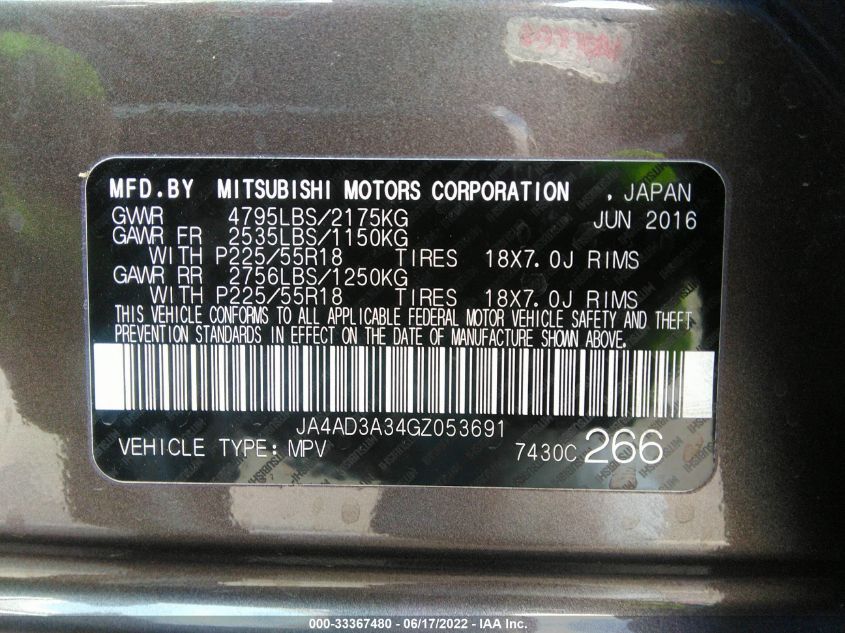 MFD.BY MITSUBISHI MOTORS CORPORATION , JAPAN
GVWR 4795LBS/2175KG JUN 2016
GAWR FR 2535LBS/1150KG
WITH P225/55R18 TIRES 18X7.0J RIMS
GAWR RR 2756LBS/1250KG
WITH P225/55R18 TIRES 18X7.0J RIMS
THIS VEHICLE CONFORMS TO ALL APPLICABLE FEDERAL MOTOR VEHICLE SAFETY AND THEFT
PREVENTION STANDARDS IN EFFECT ON THE DATE OF MANUFACTURE SHOWN ABOVE.
JA4AD3A34GZ053691
VEHICLE TYPE:MPV 7430C 266
000-33367480 - 06/17/2022 - © IAA Inc.